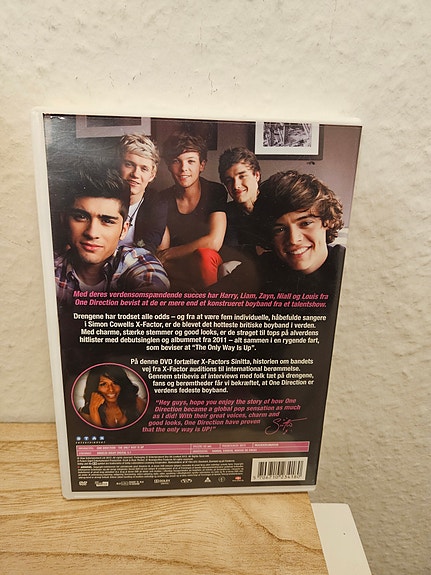 Med deres verdensomspændende succes har Harry, Liam, Zayn, Niall og Louis fra
One Direction bevist at de er mere end et konstrueret boyband fra et talentshow.
Drengene har trodset alle odds – og fra at være fem individuelle, håbefulde sangere
i Simon Cowells X-Factor, er de blevet det hotteste britiske boyband i verden.
Med charme, stærke stemmer og good looks, er de strøget til tops på alverdens
hitlister med debutsinglen og albummet fra 2011 – alt sammen i en rygende fart,
som beviser at "The Only Way is Up".
På denne DVD fortæller X-Factors Sinitta, historien om bandets
vej fra X-Factor auditions til international berømmelse.
Gennem stribevis af interviews med folk tæt på drengene,
fans og berømtheder får vi bekræftet, at One Direction er
verdens fedeste boyband.
"Hey guys, hope you enjoy the story of how One
Direction became a global pop sensation as much
as I did! With their great voices, charm and
good looks, One Direction have proven
that the only way is UP!"
STAR
DVD